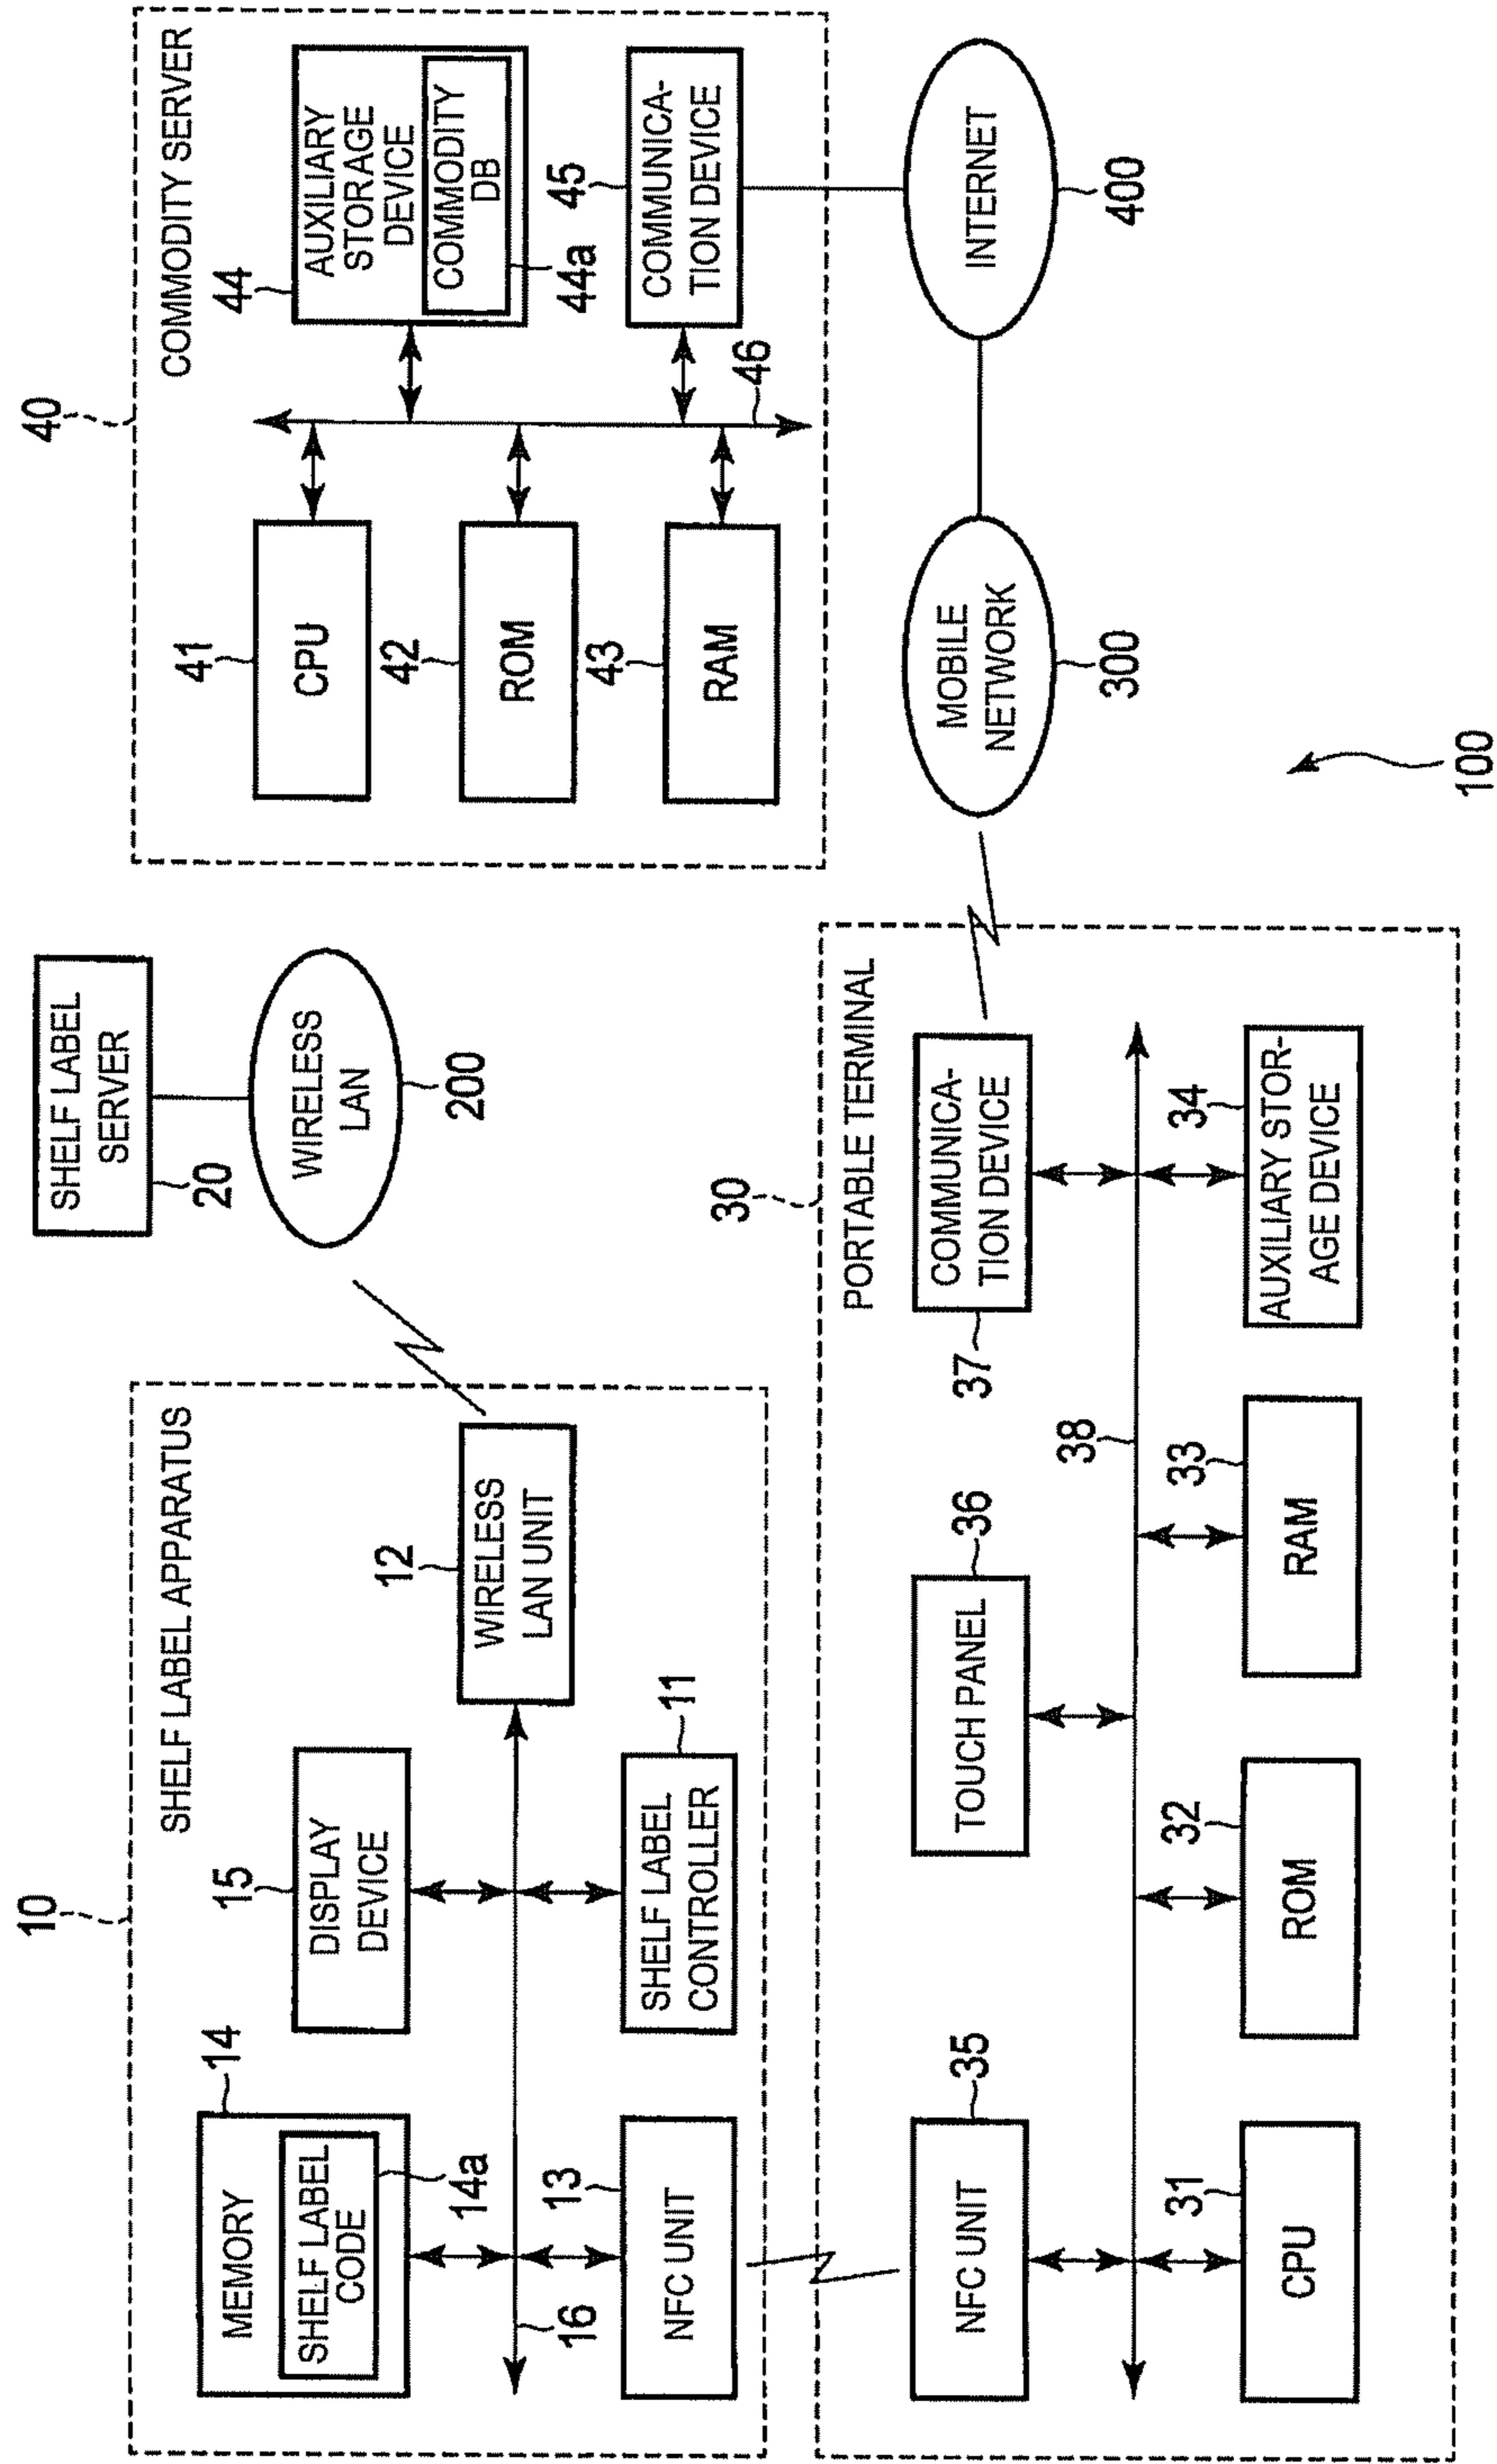 10
SHELF LABEL APPARATUS
14
MEMORY
SHELF LABEL
CODE
14a
15
DISPLAY
DEVICE
12
WIRELESS
LAN UNIT
16
13
NFC UNIT
11
SHELF LABEL
CONTROLLER
SHELF LABEL
SERVER
20
WIRELESS
LAN
200
40
COMMODITY SERVER
41
CPU
42
ROM
43
RAM
44
AUXILIARY
STORAGE
DEVICE
COMMODITY
DB
44a
45
COMMUNICA-
TION DEVICE
46
30
PORTABLE TERMINAL
35
NFC UNIT
36
TOUCH PANEL
37
COMMUNICA-
TION DEVICE
38
31
CPU
32
ROM
33
RAM
34
AUXILIARY STOR-
AGE DEVICE
MOBILE
NETWORK
300
INTERNET
400
100